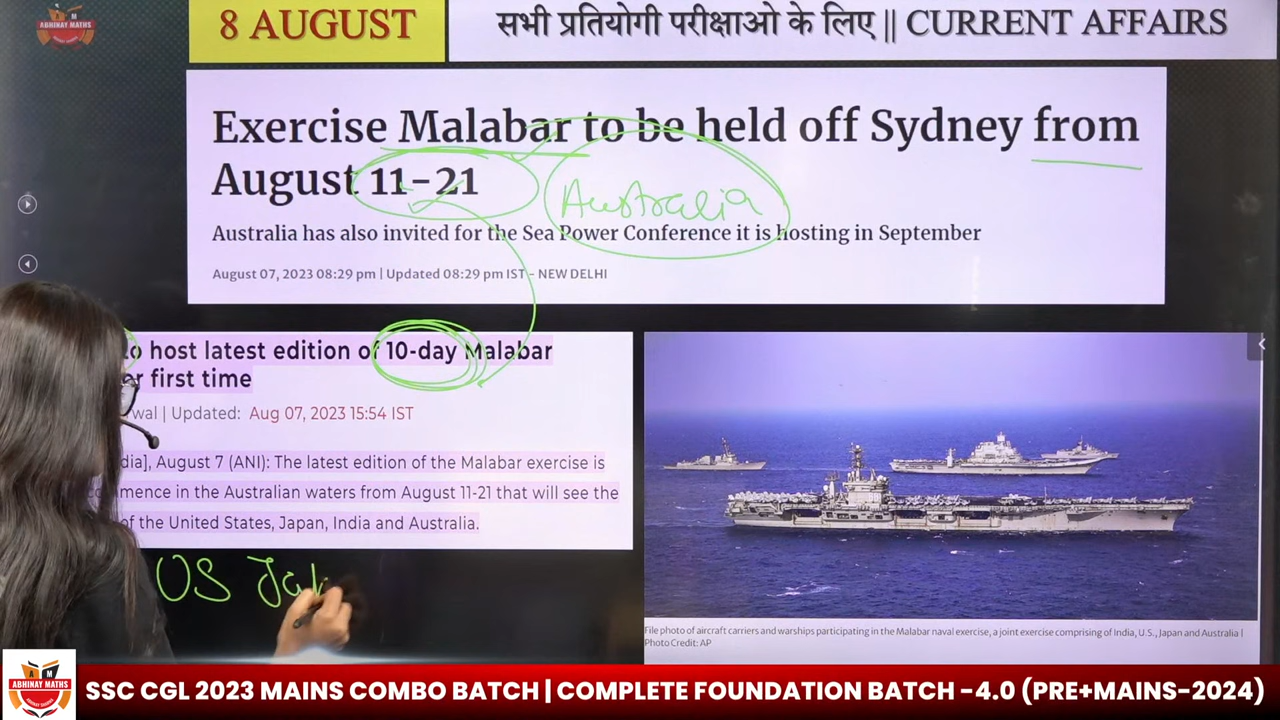 ABHINAY MATHS
8 AUGUST
सभी प्रतियोगी परीक्षाओ के लिए || CURRENT AFFAIRS
Exercise Malabar to be held off Sydney from
August 11-21
Australia
Australia has also invited for the Sea Power Conference it is hosting in September
August 07, 2023 08:29 pm | Updated 08:29 pm IST - NEW DELHI
to host latest edition of 10-day Malabar
first time
| Updated: Aug 07, 2023 15:54 IST
August 7 (ANI): The latest edition of the Malabar exercise is
in the Australian waters from August 11-21 that will see the
of the United States, Japan, India and Australia.
US
File photo of aircraft carriers and warships participating in the Malabar naval exercise, a joint exercise comprising of India, U.S., Japan and Australia |
Photo Credit: AP
ABHINAY MATHS
SSC CGL 2023 MAINS COMBO BATCH | COMPLETE FOUNDATION BATCH -4.0 (PRE+MAINS-2024)